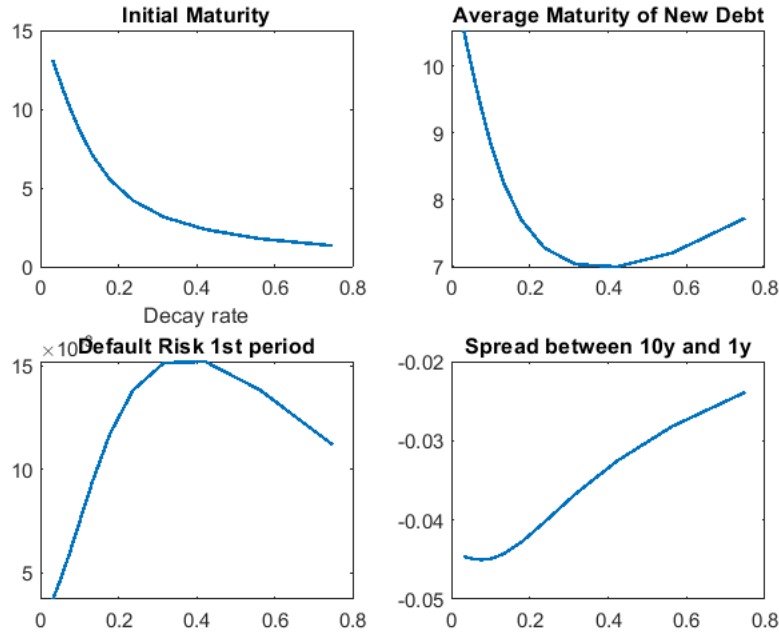 Initial Maturity
15
10
5
0
0 0.2 0.4 0.6 0.8
Decay rate
Average Maturity of New Debt
10
9
8
7
0 0.2 0.4 0.6 0.8
Default Risk 1st period
×10
15
10
5
0 0.2 0.4 0.6 0.8
Spread between 10y and 1y
-0.02
-0.03
-0.04
-0.05
0 0.2 0.4 0.6 0.8